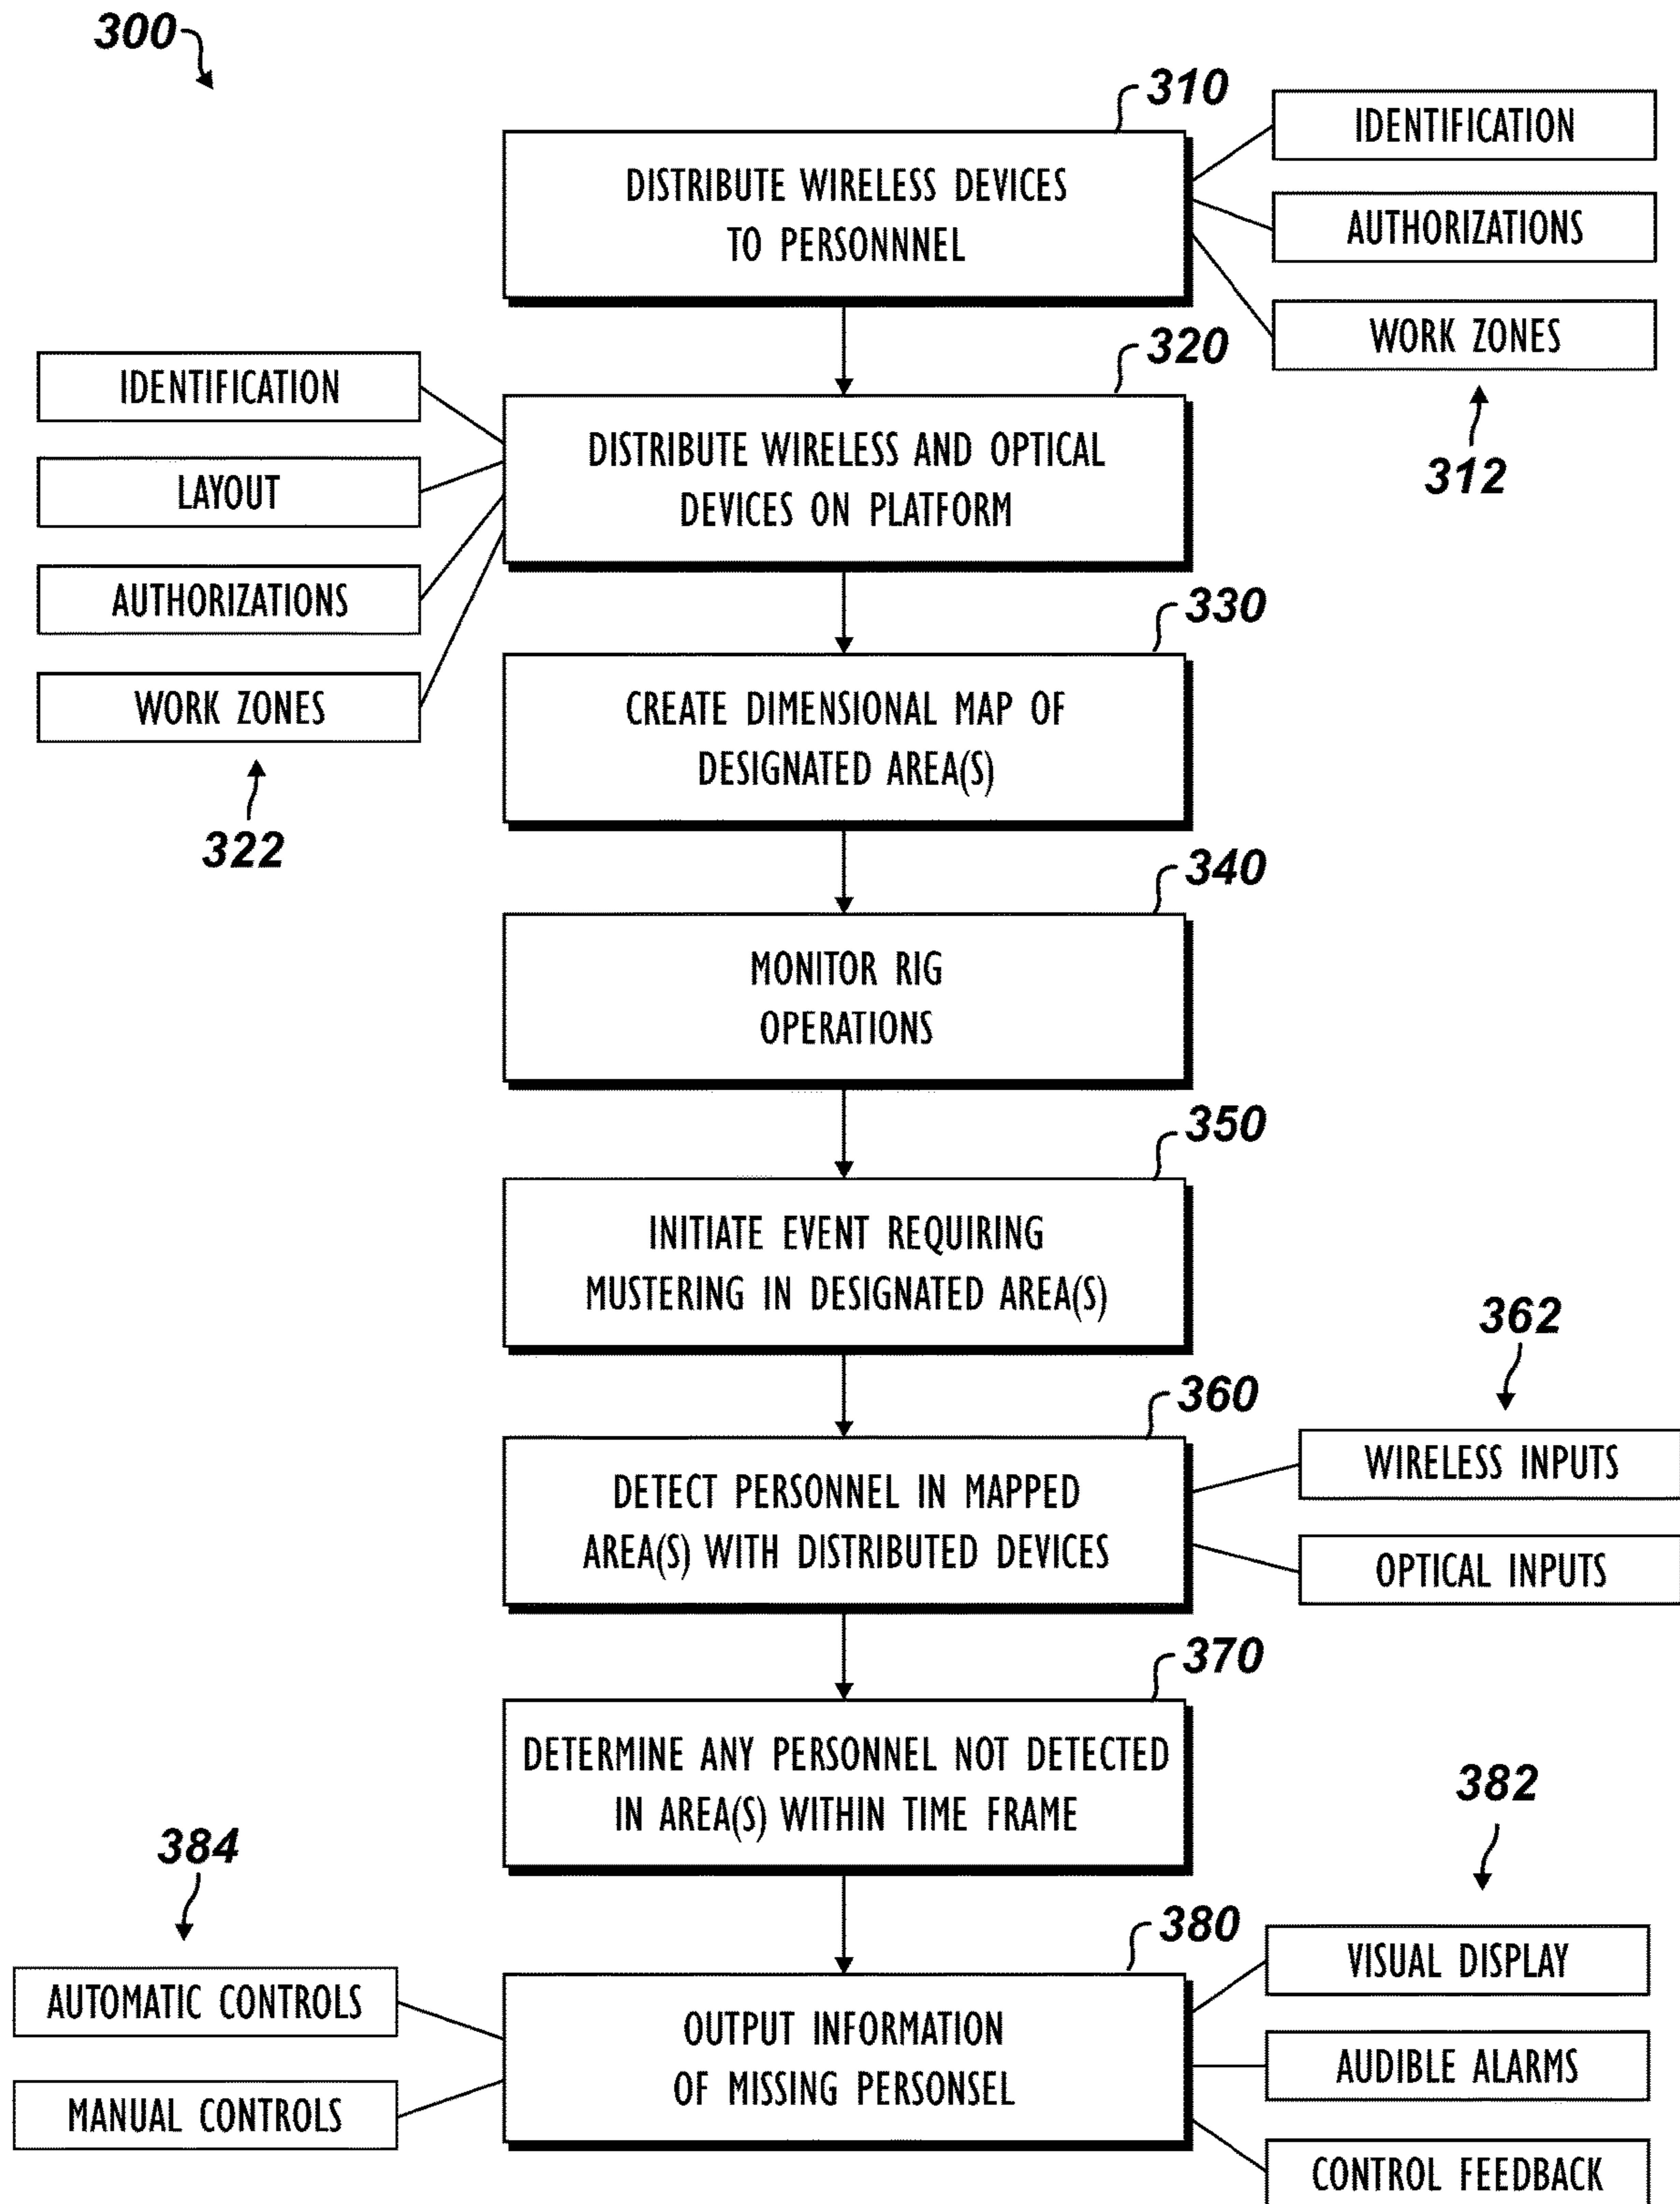 300
310
DISTRIBUTE WIRELESS DEVICES
TO PERSONNNEL
IDENTIFICATION
AUTHORIZATIONS
WORK ZONES
312
320
DISTRIBUTE WIRELESS AND OPTICAL
DEVICES ON PLATFORM
IDENTIFICATION
LAYOUT
AUTHORIZATIONS
WORK ZONES
322
330
CREATE DIMENSIONAL MAP OF
DESIGNATED AREA(S)
340
MONITOR RIG
OPERATIONS
350
INITIATE EVENT REQUIRING
MUSTERING IN DESIGNATED AREA(S)
360
DETECT PERSONNEL IN MAPPED
AREA(S) WITH DISTRIBUTED DEVICES
362
WIRELESS INPUTS
OPTICAL INPUTS
370
DETERMINE ANY PERSONNEL NOT DETECTED
IN AREA(S) WITHIN TIME FRAME
384
AUTOMATIC CONTROLS
MANUAL CONTROLS
380
OUTPUT INFORMATION
OF MISSING PERSONSEL
382
VISUAL DISPLAY
AUDIBLE ALARMS
CONTROL FEEDBACK